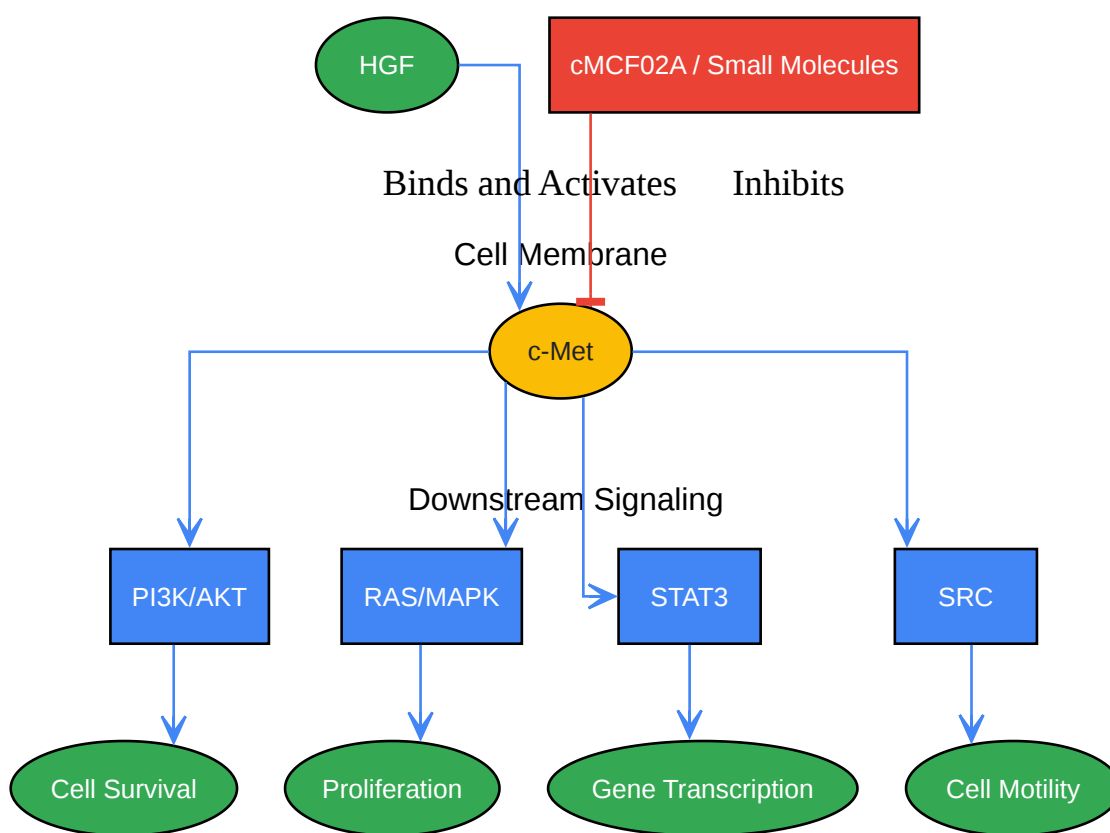 HGF
cMCF02A / Small Molecules
Binds and Activates
Inhibits
Cell Membrane
c-Met
Downstream Signaling
PI3K/AKT
RAS/MAPK
STAT3
SRC
Cell Survival
Proliferation
Gene Transcription
Cell Motility